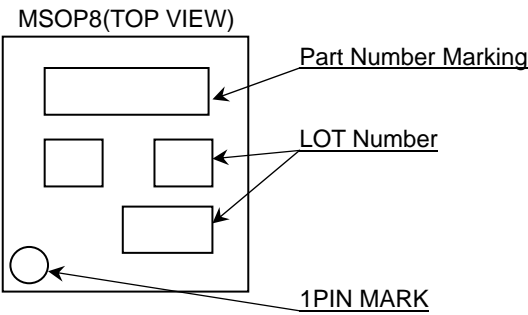 MSOP8(TOP VIEW)
Part Number Marking
LOT Number
1PIN MARK